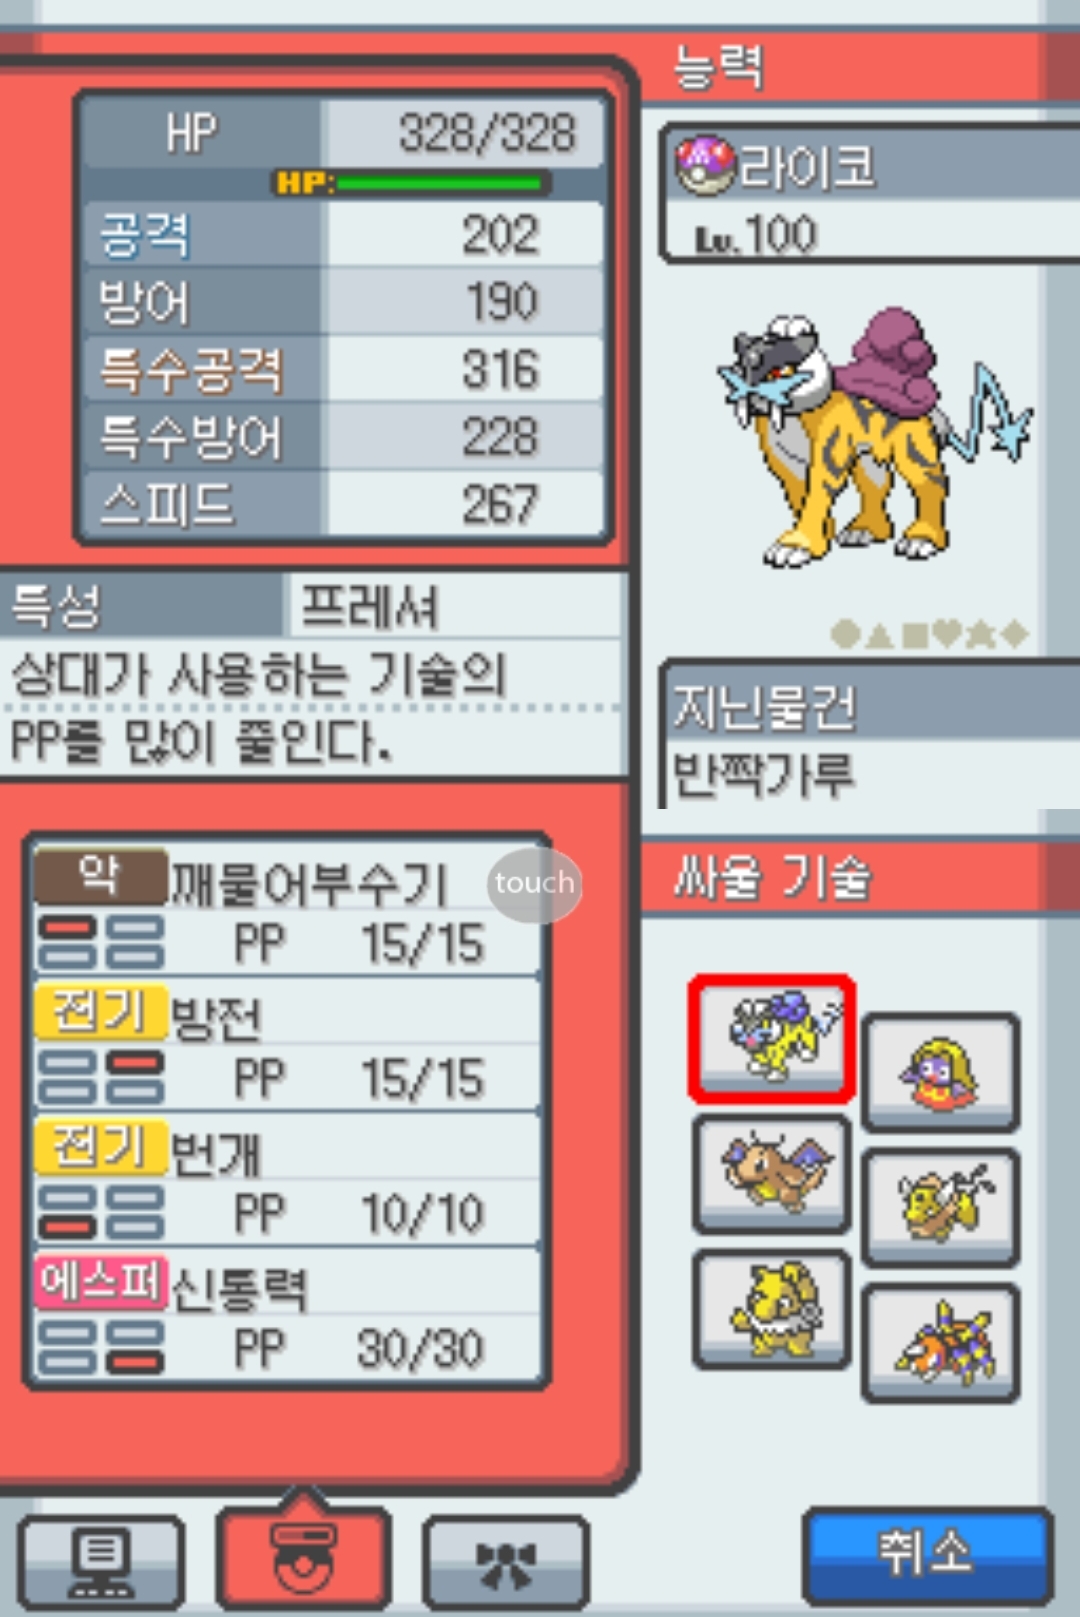 능력
HP 328/328
HP:
공격 202
방어 190
특수공격 316
특수방어 228
스피드 267
라이코
Lv.100
특성 프레셔
상대가 사용하는 기술의
PP를 많이 줄인다.
지닌물건
반짝가루
싸울 기술
악 깨물어부수기
PP 15/15
전기 방전
PP 15/15
전기 번개
PP 10/10
에스퍼 신통력
PP 30/30
touch
취소